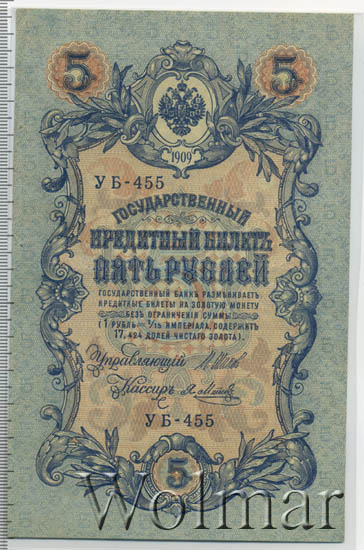 5 5
1909
УБ-455
ГОСУДАРСТВЕННЫЙ
КРЕДИТНЫЙ БИЛЕТЪ
ПЯТЬ РУБЛЕЙ
ГОСУДАРСТВЕННЫЙ БАНКЪ РАЗМѢНИВАЕТЪ
КРЕДИТНЫЕ БИЛЕТЫ НА ЗОЛОТУЮ МОНЕТУ
БЕЗЪ ОГРАНИЧЕНІЯ СУММЫ
(1 РУБЛЬ = 1/15 ИМПЕРІАЛА, СОДЕРЖИТЪ
17,424 ДОЛЕЙ ЧИСТАГО ЗОЛОТА).
Управляющій
Кассиръ
УБ-455
5
Wolmar